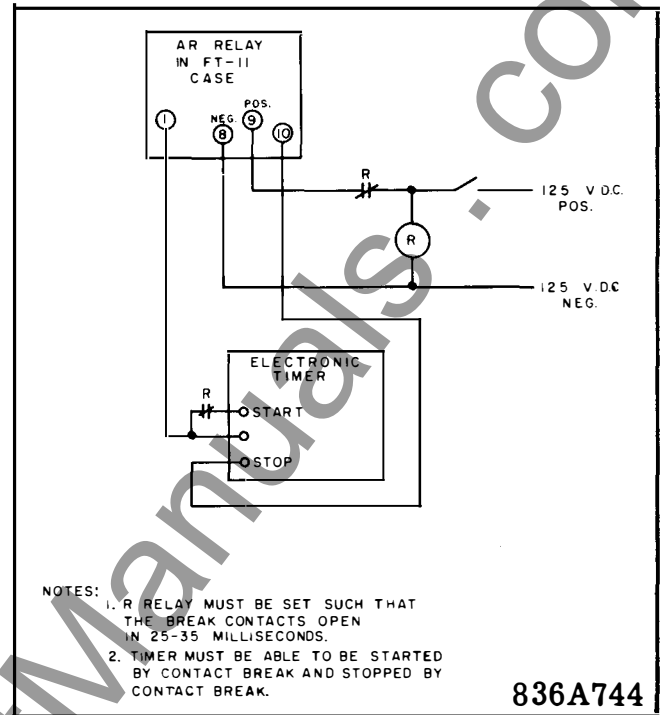 AR RELAY
IN FT-11
CASE
POS.
NEG.
1
8
9
10
R
125 V D.C.
POS.
R
125 V.D.C
NEG.
ELECTRONIC
TIMER
R
START
STOP
NOTES:
1. R RELAY MUST BE SET SUCH THAT
THE BREAK CONTACTS OPEN
IN 25-35 MILLISECONDS.
2. TIMER MUST BE ABLE TO BE STARTED
BY CONTACT BREAK AND STOPPED BY
CONTACT BREAK.
836A744
Manuals.co